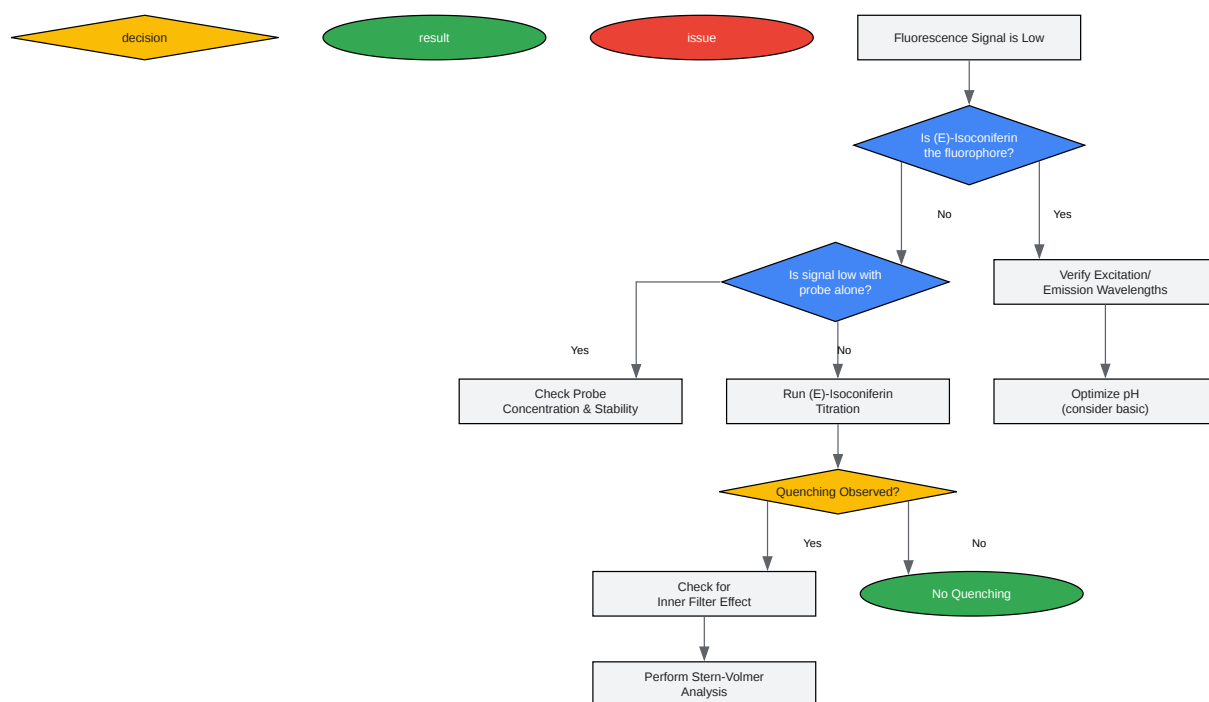 decision
result
issue
Fluorescence Signal is Low
Is (E)-Isoconiferin
the fluorophore?
No
Yes
Is signal low with
probe alone?
Verify Excitation/
Emission Wavelengths
Yes
No
Check Probe
Concentration & Stability
Run (E)-Isoconiferin
Titration
Optimize pH
(consider basic)
Quenching Observed?
Yes
No
Check for
Inner Filter Effect
No Quenching
Perform Stern-Volmer
Analysis